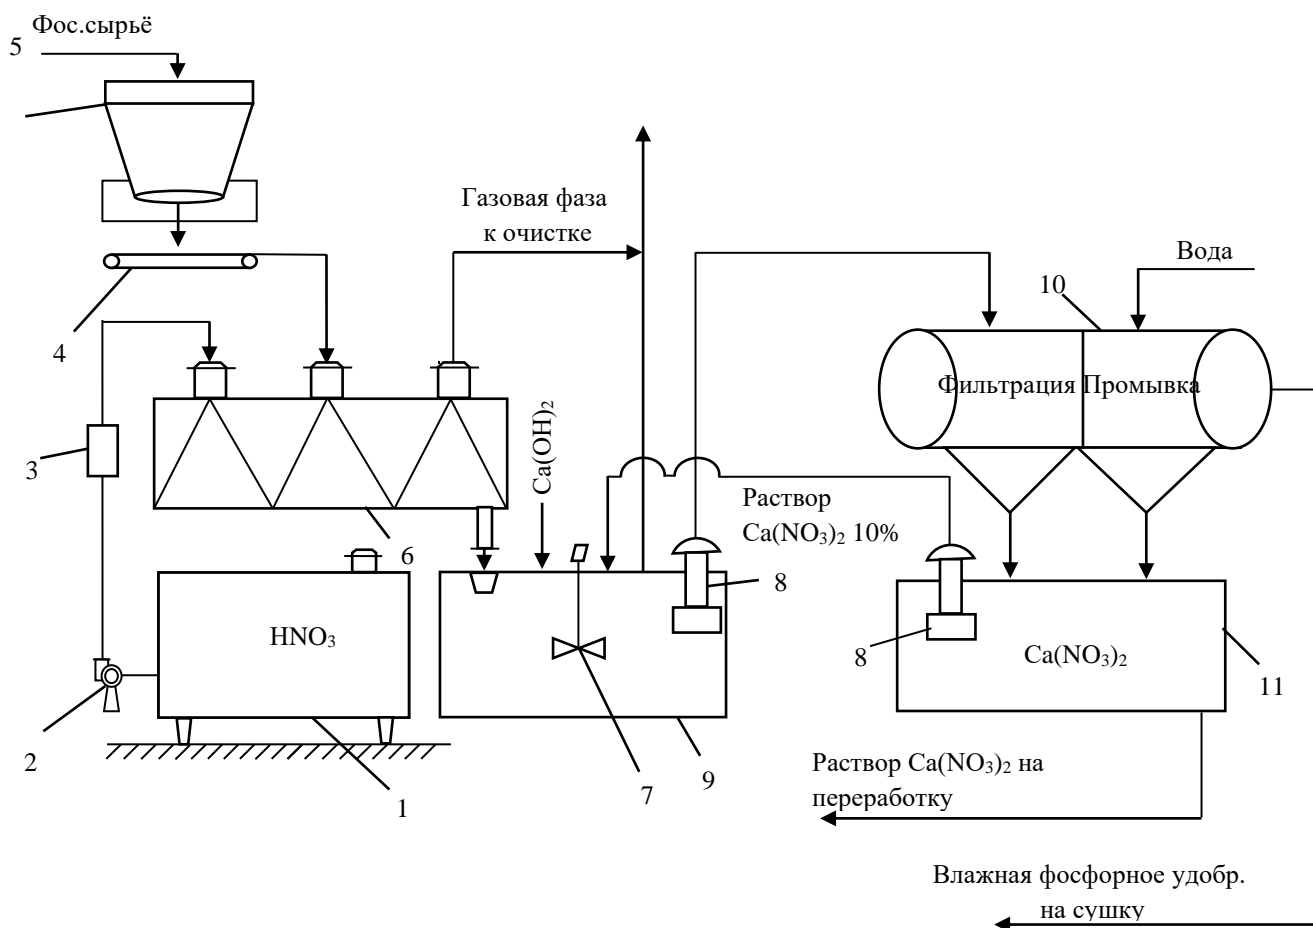 Фос.сырьё
5
Газовая фаза
к очистке
Вода
10
4
Фильтрация
Промывка
Ca(OH)2
3
Раствор
Ca(NO3)2 10%
6
8
HNO3
8
Ca(NO3)2
11
2
7
9
1
Раствор Ca(NO3)2 на
переработку
Влажная фосфорное удобр.
на сушку